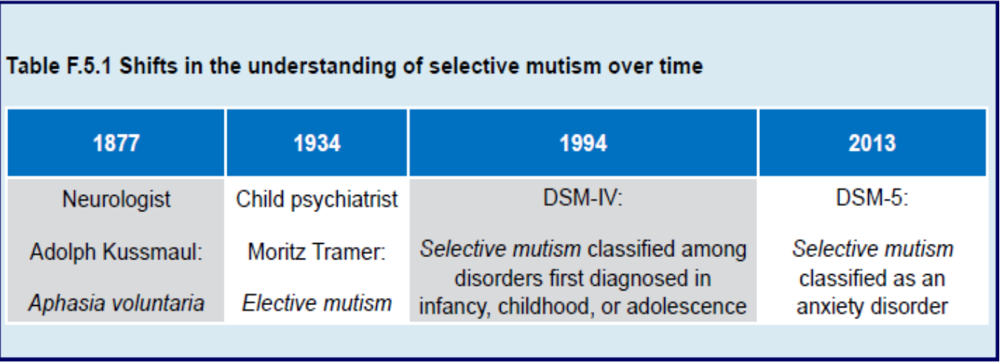 Table F.5.1 Shifts in the understanding of selective mutism over time
1877
1934
1994
2013
Neurologist
Adolph Kussmaul:
Aphasia voluntaria
Child psychiatrist
Moritz Tramer:
Elective mutism
DSM-IV:
Selective mutism classified among
disorders first diagnosed in
infancy, childhood, or adolescence
DSM-5:
Selective mutism
classified as an
anxiety disorder